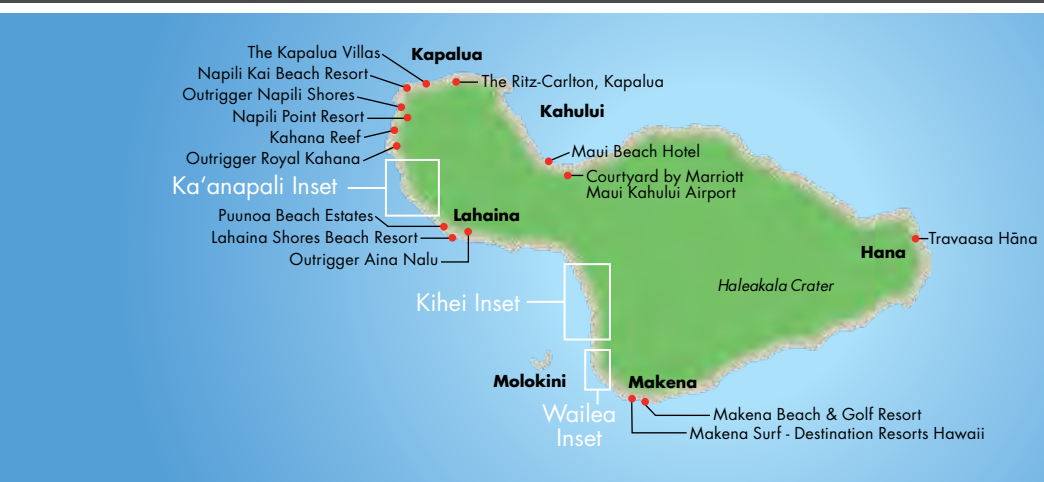 The Kapalua Villas
Kapalua
Napili Kai Beach Resort
The Ritz-Carlton, Kapalua
Outrigger Napili Shores
Napili Point Resort
Kahului
Kahana Reef
Outrigger Royal Kahana
Maui Beach Hotel
Courtyard by Marriott
Maui Kahului Airport
Ka‘anapali Inset
Puunoa Beach Estates
Lahaina
Lahaina Shores Beach Resort
Outrigger Aina Nalu
Travaasa Hāna
Hana
Haleakala Crater
Kihei Inset
Molokini
Makena
Wailea
Inset
Makena Beach & Golf Resort
Makena Surf - Destination Resorts Hawaii